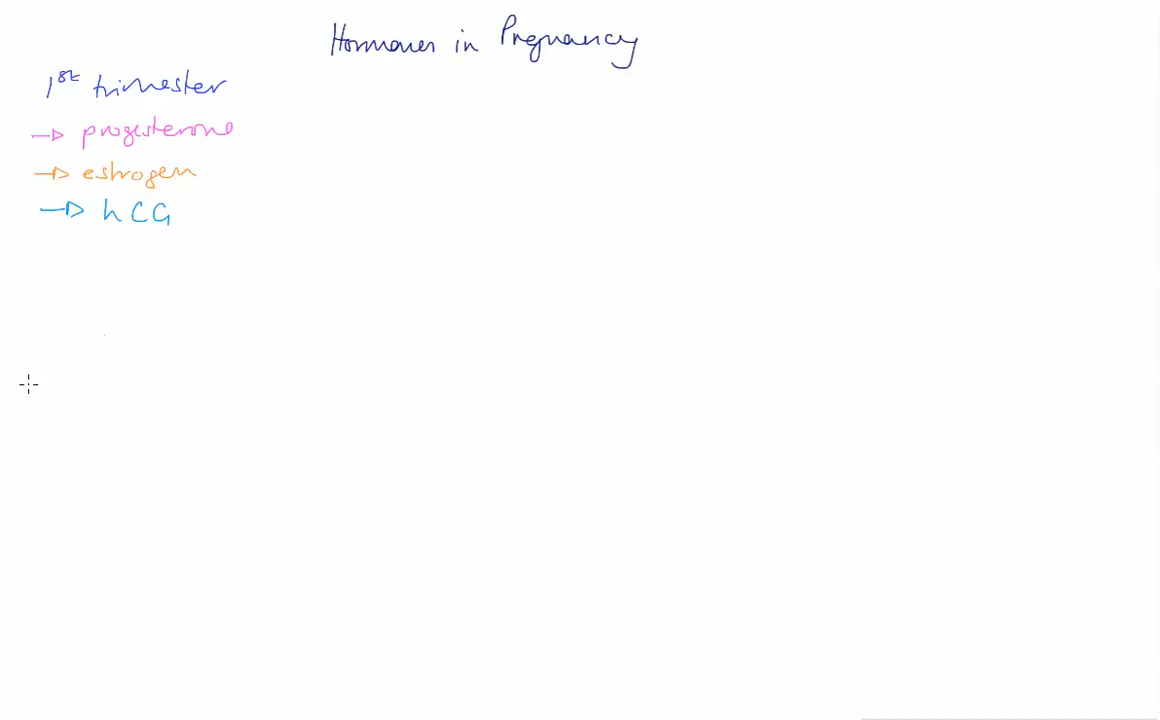 Hormones in Pregnancy
1st trimester
→ progesterone
→ estrogen
→ hCG